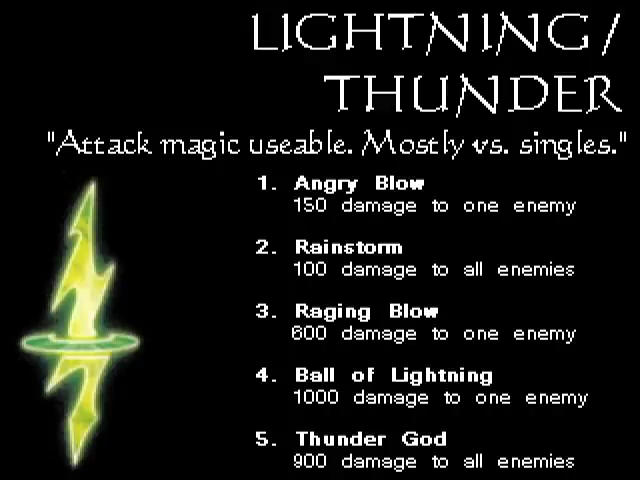 LIGHTNING/
THUNDER
"Attack magic useable. Mostly vs. singles."
1. Angry Blow
150 damage to one enemy
2. Rainstorm
100 damage to all enemies
3. Raging Blow
600 damage to one enemy
4. Ball of Lightning
1000 damage to one enemy
5. Thunder God
900 damage to all enemies